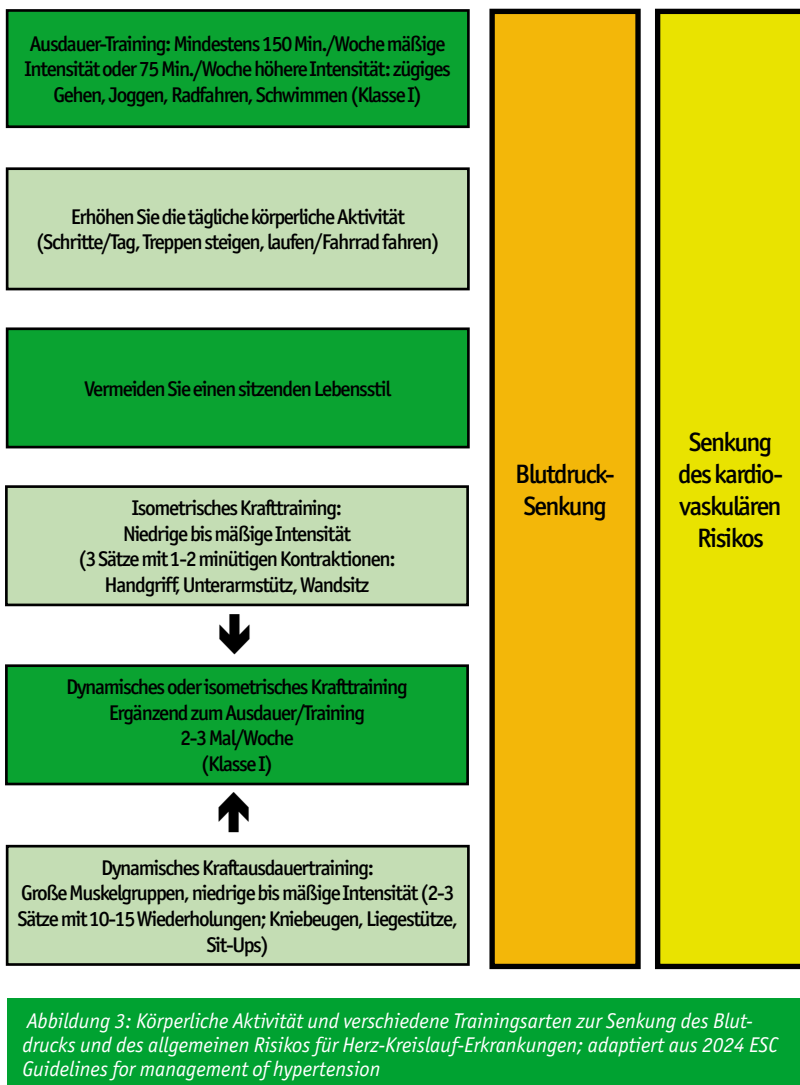 Ausdauer-Training: Mindestens 150 Min./Woche mäßige
Intensität oder 75 Min./Woche höhere Intensität: zügiges
Gehen, Joggen, Radfahren, Schwimmen (Klasse I)
Erhöhen Sie die tägliche körperliche Aktivität
(Schritte/Tag, Treppen steigen, laufen/Fahrrad fahren)
Vermeiden Sie einen sitzenden Lebensstil
Isometrisches Krafttraining:
Niedrige bis mäßige Intensität
(3 Sätze mit 1-2 minütigen Kontraktionen:
Handgriff, Unterarmstütz, Wandsitz
Dynamisches oder isometrisches Krafttraining
Ergänzend zum Ausdauer/Training
2-3 Mal/Woche
(Klasse I)
Dynamisches Kraftausdauertraining:
Große Muskelgruppen, niedrige bis mäßige Intensität (2-3
Sätze mit 10-15 Wiederholungen; Kniebeugen, Liegestütze,
Sit-Ups)
Blutdruck-
Senkung
Senkung
des kardio-
vaskulären
Risikos
Abbildung 3: Körperliche Aktivität und verschiedene Trainingsarten zur Senkung des Blut-
drucks und des allgemeinen Risikos für Herz-Kreislauf-Erkrankungen; adaptiert aus 2024 ESC
Guidelines for management of hypertension